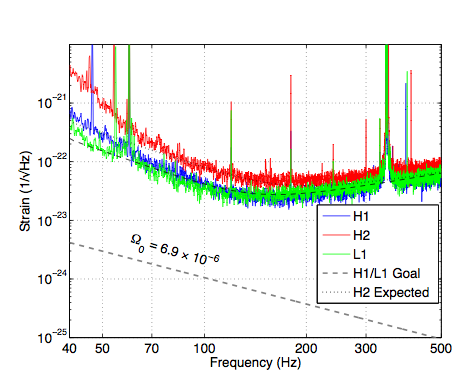 10⁻²¹
10⁻²²
10⁻²³
10⁻²⁴
10⁻²⁵
Strain (1/√Hz)
Ω₀ = 6.9 × 10⁻⁶
H1
H2
L1
H1/L1 Goal
H2 Expected
40 50 70 100 200 300 500
Frequency (Hz)